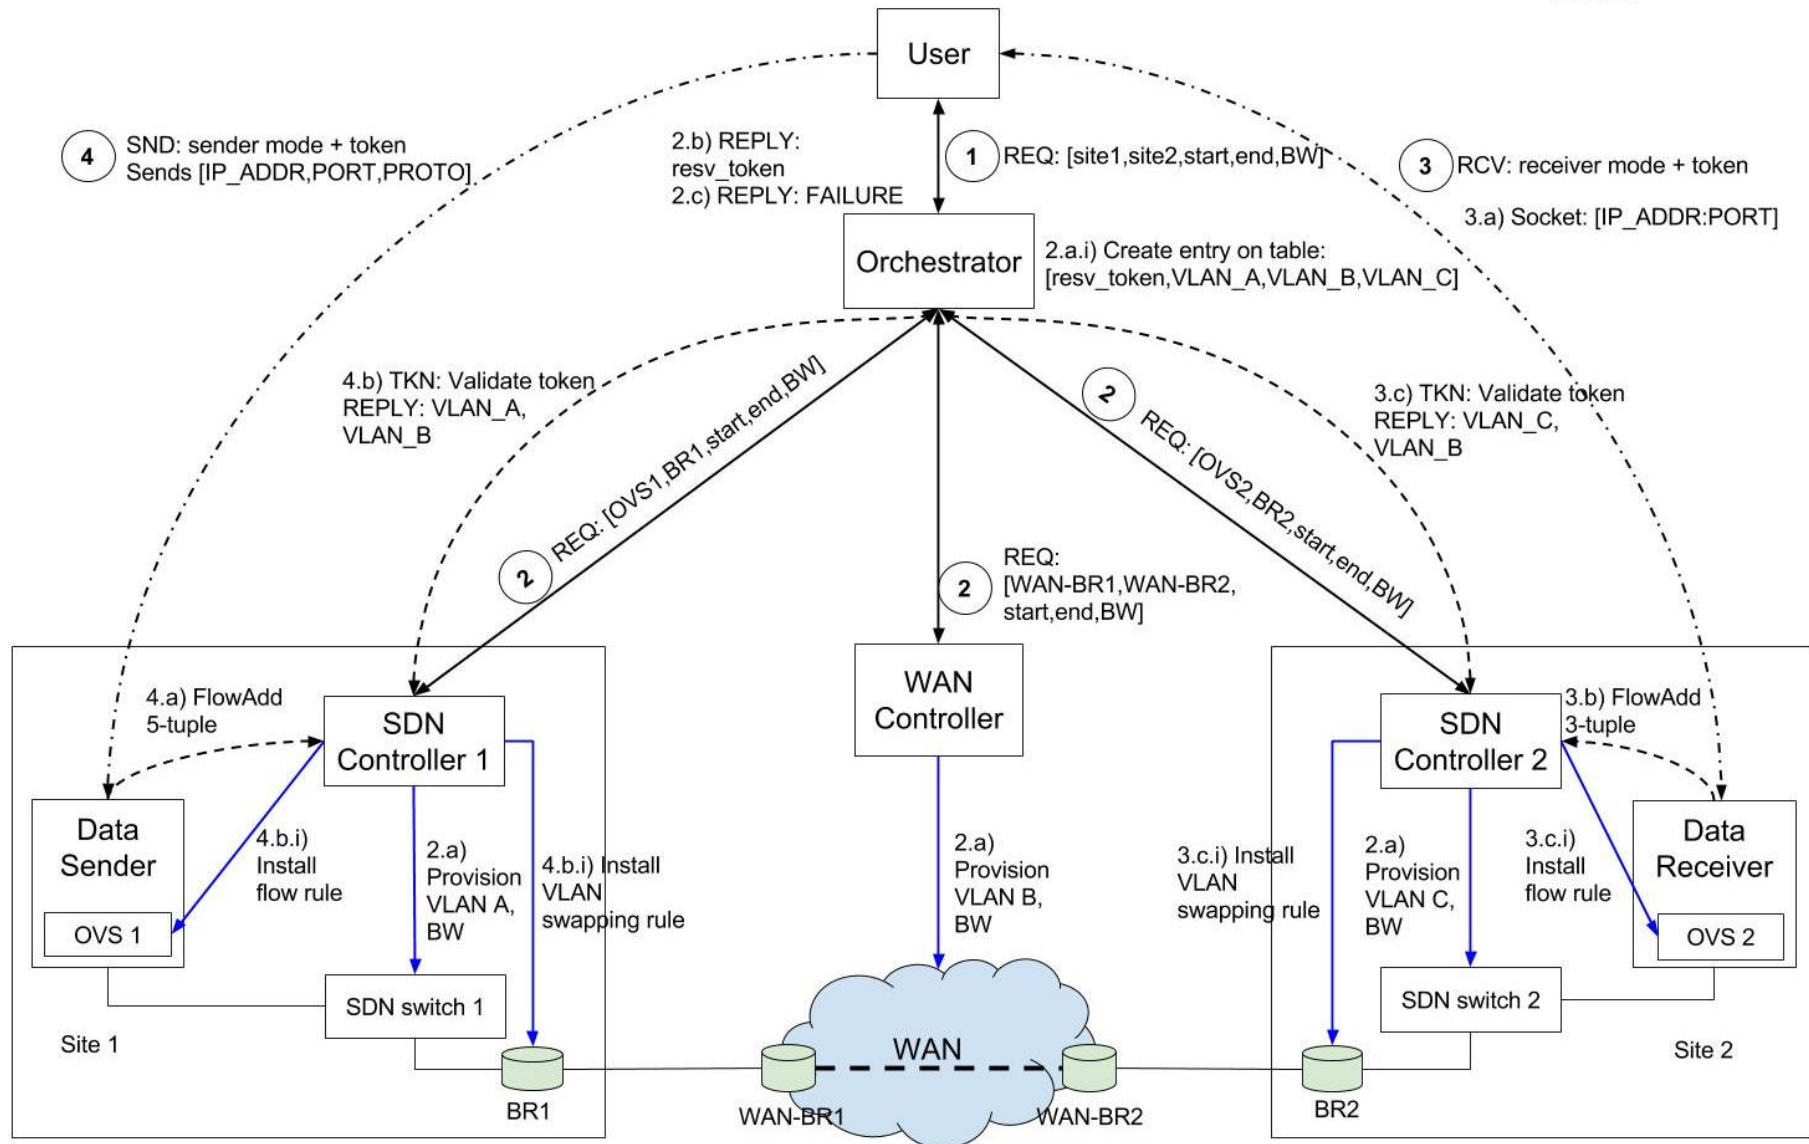 User
4
SND: sender mode + token
Sends [IP_ADDR,PORT,PROTO]
2.b) REPLY:
resv_token
2.c) REPLY: FAILURE
1
REQ: [site1,site2,start,end,BW]
3
RCV: receiver mode + token
3.a) Socket: [IP_ADDR:PORT]
Orchestrator
2.a.i) Create entry on table:
[resv_token,VLAN_A,VLAN_B,VLAN_C]
4.b) TKN: Validate token
REPLY: VLAN_A,
VLAN_B
2
REQ: [OVS1,BR1,start,end,BW]
2
REQ:
[WAN-BR1,WAN-BR2,
start,end,BW]
2
REQ: [OVS2,BR2,start,end,BW]
3.c) TKN: Validate token
REPLY: VLAN_C,
VLAN_B
4.a) FlowAdd
5-tuple
SDN
Controller 1
WAN
Controller
SDN
Controller 2
3.b) FlowAdd
3-tuple
Data
Sender
OVS 1
4.b.i)
Install
flow rule
2.a)
Provision
VLAN A,
BW
4.b.i) Install
VLAN
swapping rule
2.a)
Provision
VLAN B,
BW
3.c.i) Install
VLAN
swapping rule
2.a)
Provision
VLAN C,
BW
3.c.i)
Install
flow rule
Data
Receiver
OVS 2
SDN switch 1
SDN switch 2
Site 1
WAN
Site 2
BR1
WAN-BR1
WAN-BR2
BR2